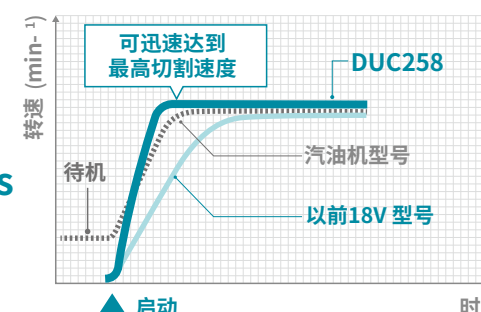 转速 (min- ¹)
可迅速达到
最高切割速度
DUC258
汽油机型号
待机
S
以前18V 型号
启动
时